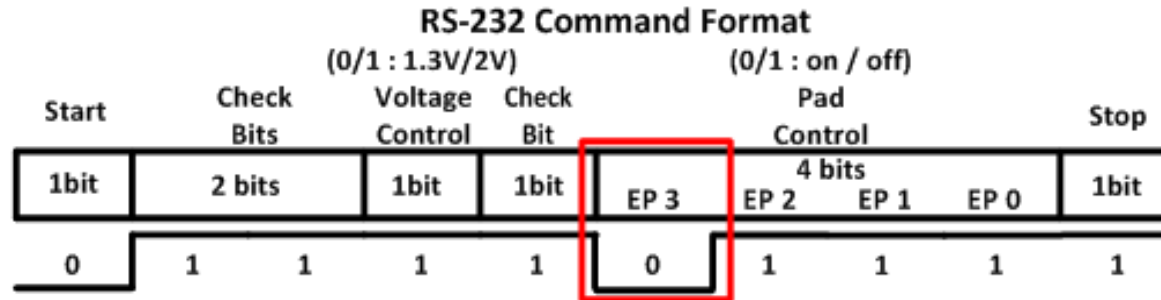 RS-232 Command Format
(0/1 : 1.3V/2V) (0/1 : on / off)
Start Check Voltage Check Pad Stop
Bits Control Bit Control
1bit 2 bits 1bit 1bit 4 bits 1bit
EP 3 EP 2 EP 1 EP 0
0 1 1 1 1 0 1 1 1 1